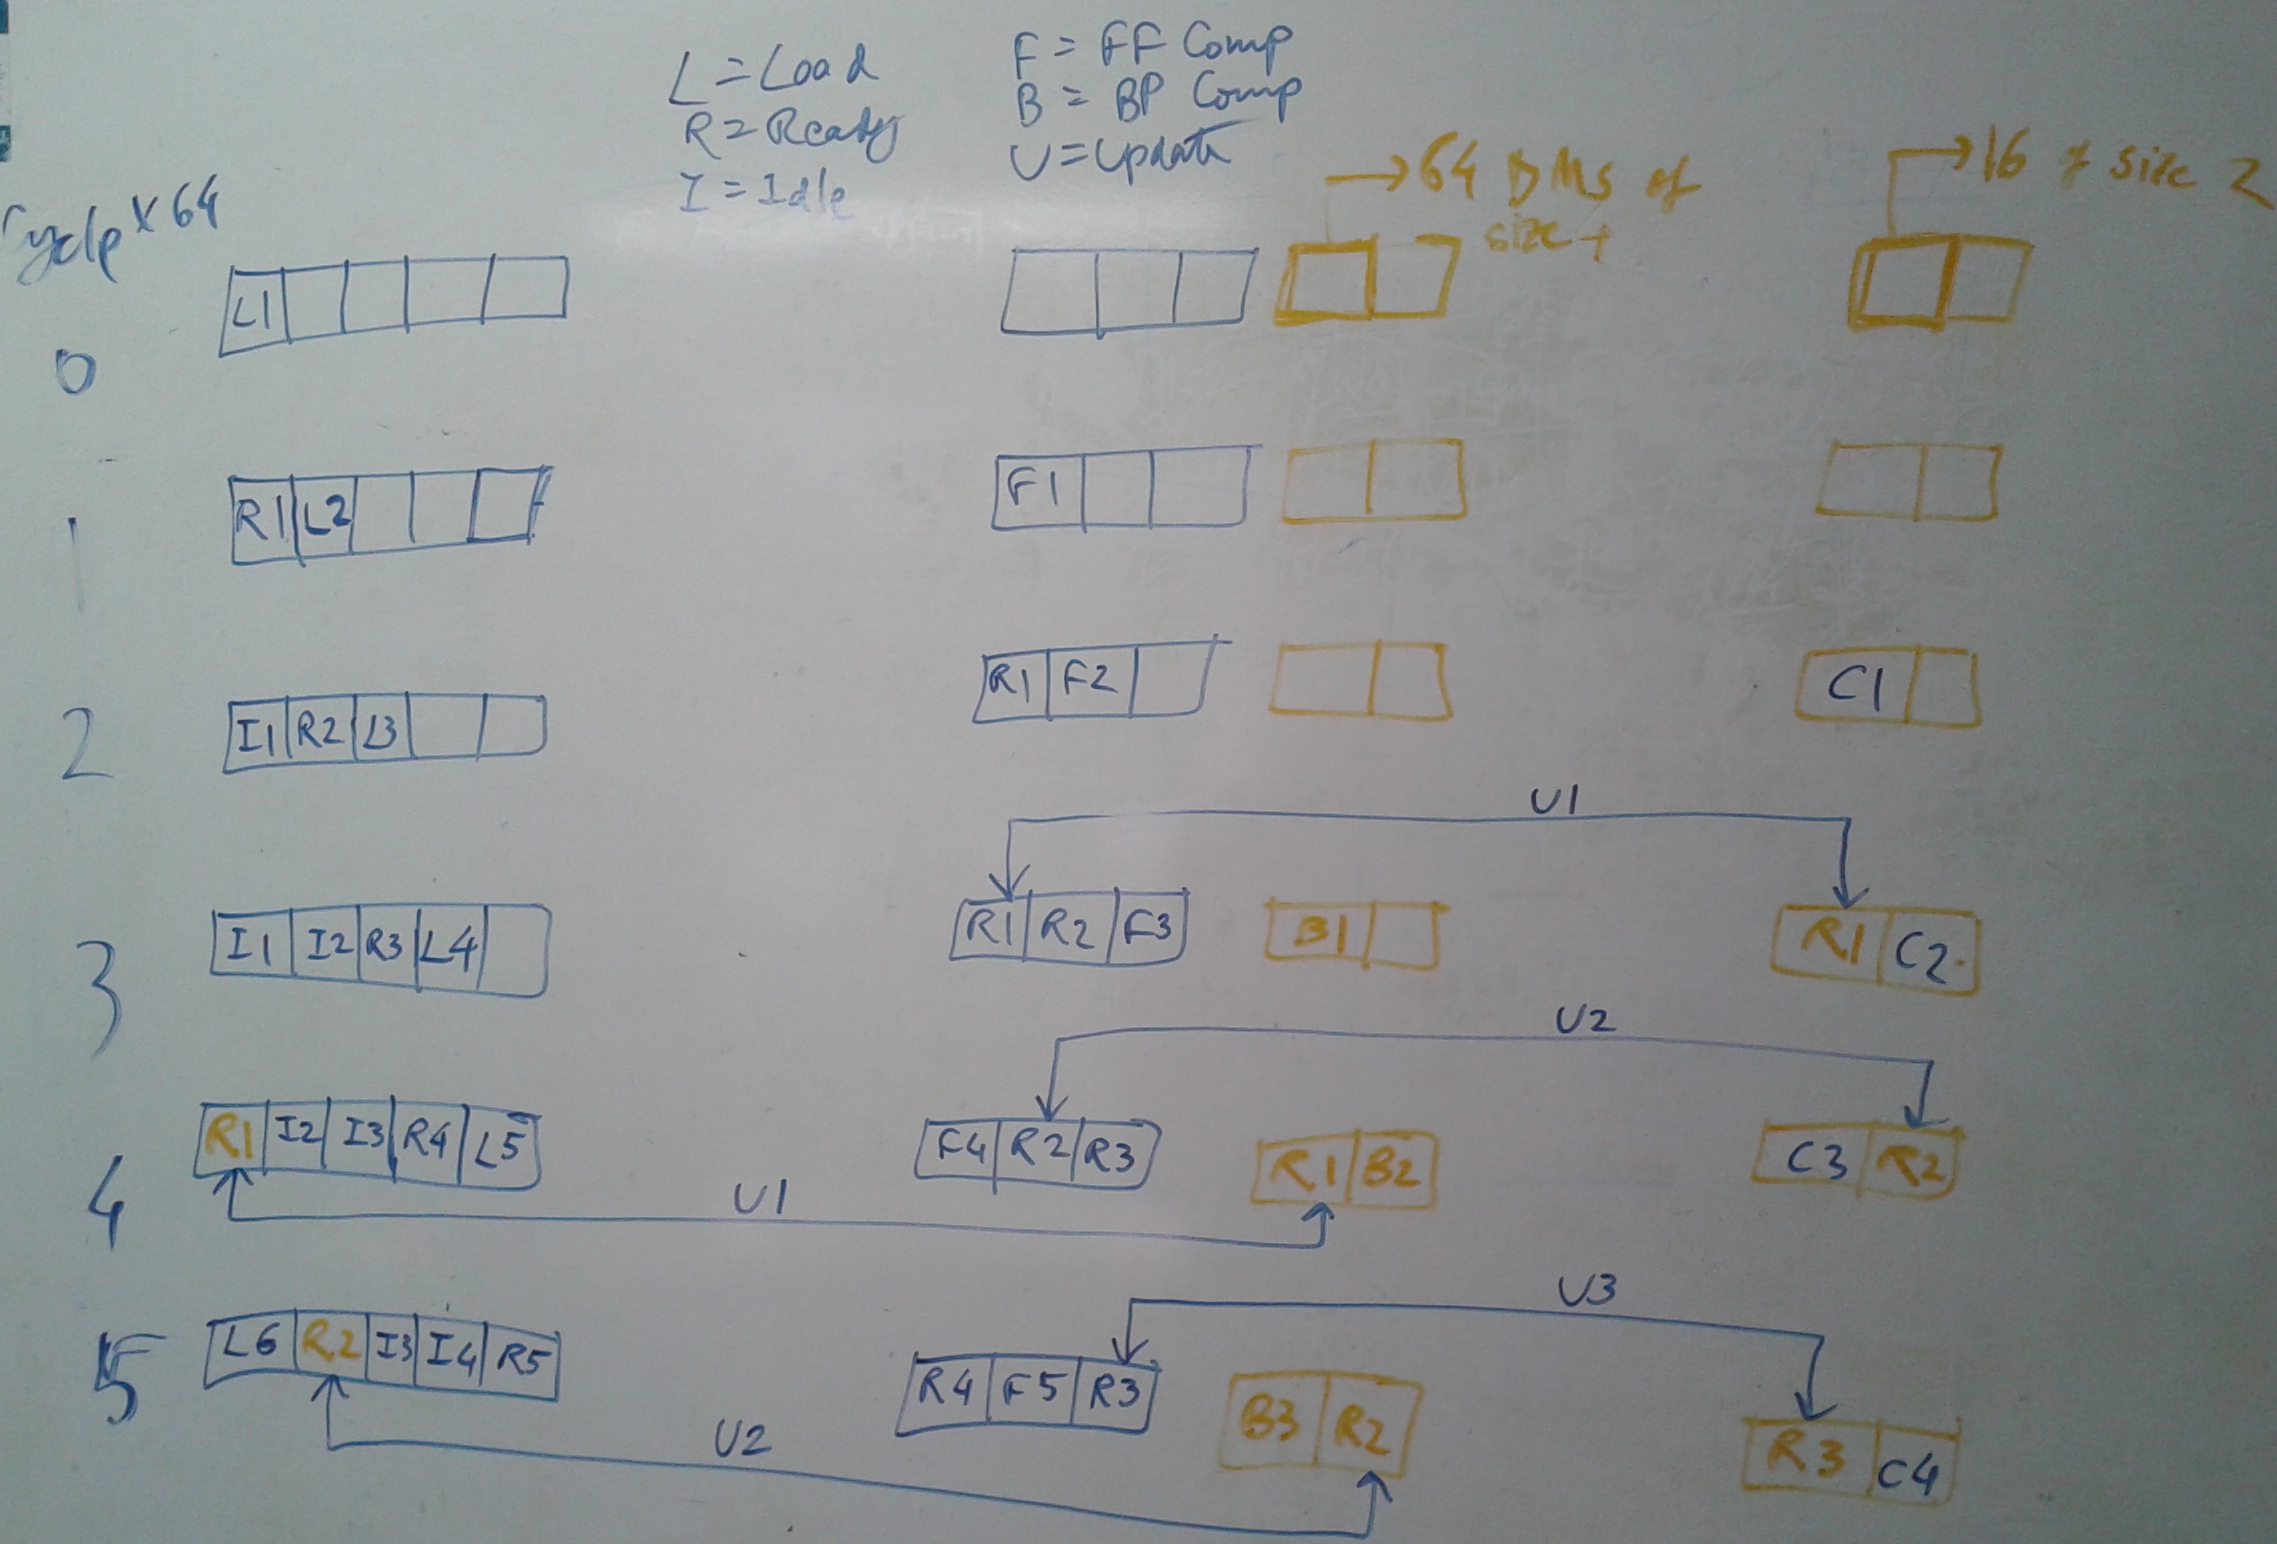 L = Load
R = Ready
I = Idle
F = FF Comp
B = BP Comp
U = Update
→ 64 DMs of
size 4
→ 16 of size 2
Cycle × 64
0
L1
1
R1 L2
F1
2
I1 R2 L3
R1 F2
C1
U1
3
I1 I2 R3 L4
R1 R2 F3
B1
R1 C2
U2
4
R1 I2 I3 R4 L5
F4 R2 R3
R1 B2
C3 R2
U1
U3
5
L6 R2 I3 I4 R5
R4 F5 R3
B3 R2
R3 C4
U2